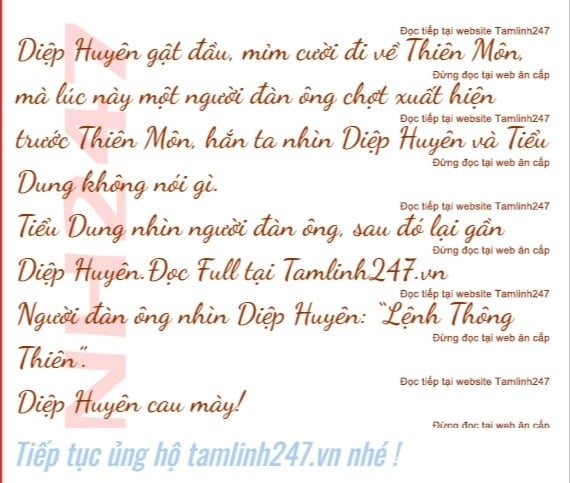 Đọc tiếp tại website Tamlinh247
Diệp Huyên gật đầu, mỉm cười đi về Thiên Môn,
Đừng đọc tại web ăn cắp
mà lúc này một người đàn ông chợt xuất hiện
Đọc tiếp tại website Tamlinh247
trước Thiên Môn, hắn ta nhìn Diệp Huyên và Tiểu
Đừng đọc tại web ăn cắp
Dung không nói gì.
Đọc tiếp tại website Tamlinh247
Tiểu Dung nhìn người đàn ông, sau đó lại gần
Đừng đọc tại web ăn cắp
Diệp Huyên.Đọc Full tại Tamlinh247.vn
Đọc tiếp tại website Tamlinh247
Người đàn ông nhìn Diệp Huyên: “Lệnh Thông
Đừng đọc tại web ăn cắp
Thiên”.
Đọc tiếp tại website Tamlinh247
Diệp Huyên cau mày!
Đừng đọc tại web ăn cắp
NH247
Tiếp tục ủng hộ tamlinh247.vn nhé !